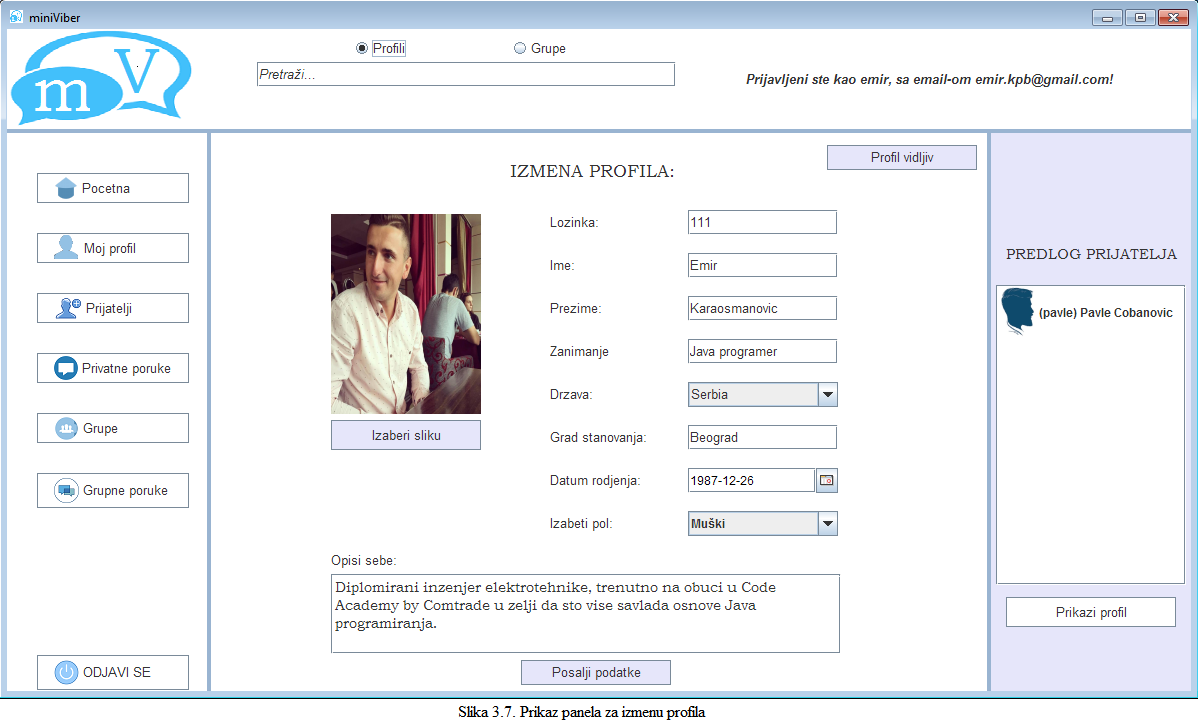 miniViber
m V
Profili
Grupe
Pretraži...
Prijavljeni ste kao emir, sa email-om emir.kpb@gmail.com!
Pocetna
Moj profil
Prijatelji
Privatne poruke
Grupe
Grupne poruke
ODJAVI SE
IZMENA PROFILA:
Profil vidljiv
Izaberi sliku
Lozinka: 111
Ime: Emir
Prezime: Karaosmanovic
Zanimanje Java programer
Drzava: Serbia
Grad stanovanja: Beograd
Datum rodjenja: 1987-12-26
Izabeti pol: Muški
Opisi sebe:
Diplomirani inzenjer elektrotehnike, trenutno na obuci u Code
Academy by Comtrade u zelji da sto vise savlada osnove Java
programiranja.
Posalji podatke
PREDLOG PRIJATELJA
(pavle) Pavle Cobanovic
Prikazi profil
Slika 3.7. Prikaz panela za izmenu profila